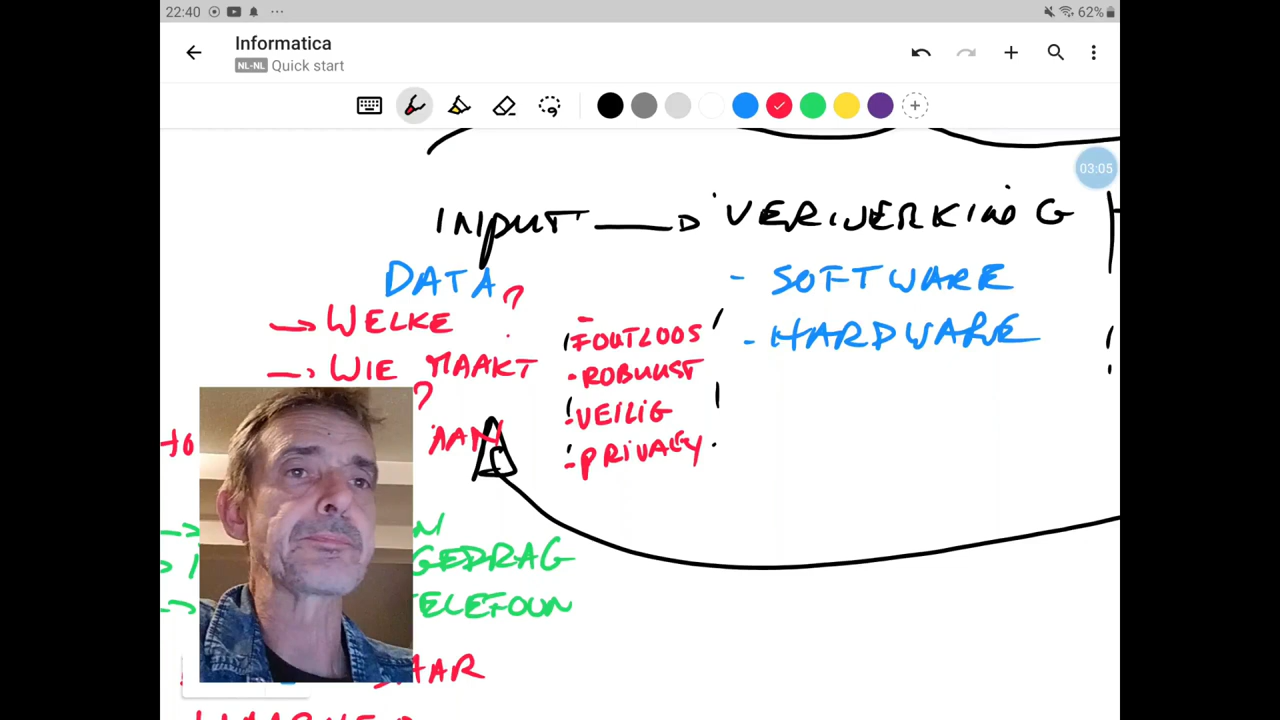 22:40
62%
Informatica
NL-NL Quick start
03:05
INPUT → VERWERKING
DATA
- SOFTWARE
- HARDWARE
→ WELKE ?
→ WIE MAAKT
?
- FOUTLOOS
- ROBUUST
- VEILIG
- PRIVACY
AAN
GEDRAG
TELEFOON